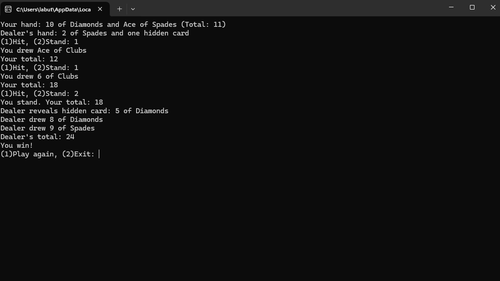 C:\Users\labut\AppData\Loca
Your hand: 10 of Diamonds and Ace of Spades (Total: 11)
Dealer's hand: 2 of Spades and one hidden card
(1)Hit, (2)Stand: 1
You drew Ace of Clubs
Your total: 12
(1)Hit, (2)Stand: 1
You drew 6 of Clubs
Your total: 18
(1)Hit, (2)Stand: 2
You stand. Your total: 18
Dealer reveals hidden card: 5 of Diamonds
Dealer drew 8 of Diamonds
Dealer drew 9 of Spades
Dealer's total: 24
You win!
(1)Play again, (2)Exit: